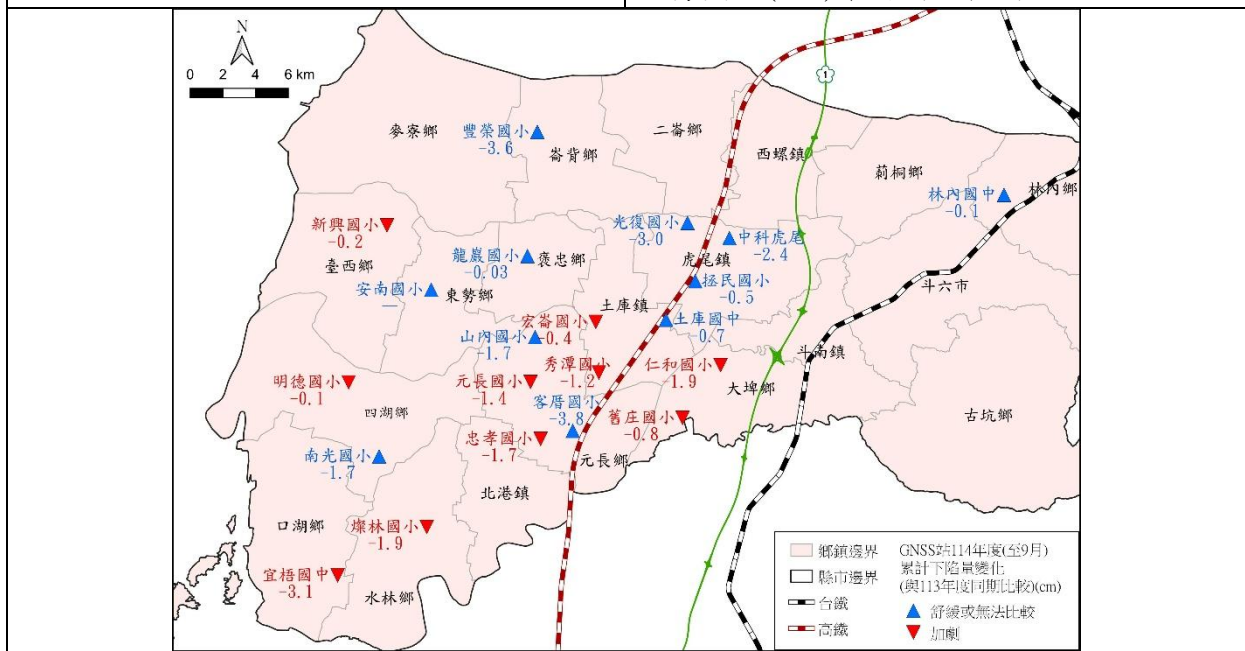 N
0 2 4 6 km
1
麥寮鄉
豐榮國小
-3.6
崙背鄉
二崙鄉
西螺鎮
莿桐鄉
林內國中
-0.1
林內鄉
新興國小
-0.2
臺西鄉
龍巖國小
-0.03
褒忠鄉
光復國小
-3.0
虎尾鎮
中科虎尾
-2.4
安南國小
—
東勢鄉
拯民國小
-0.5
斗六市
土庫鎮
宏崙國小
-0.4
土庫國中
-0.7
山內國小
-1.7
斗南鎮
秀潭國小
-1.2
仁和國小
-1.9
大埤鄉
明德國小
-0.1
四湖鄉
元長國小
-1.4
客厝國小
-3.8
舊庄國小
-0.8
古坑鄉
忠孝國小
-1.7
元長鄉
南光國小
-1.7
北港鎮
口湖鄉
燦林國小
-1.9
宜梧國中
-3.1
水林鄉
鄉鎮邊界
縣市邊界
台鐵
高鐵
GNSS站114年度(至9月)
累計下陷量變化
(與113年度同期比較)(cm)
舒緩或無法比較
加劇